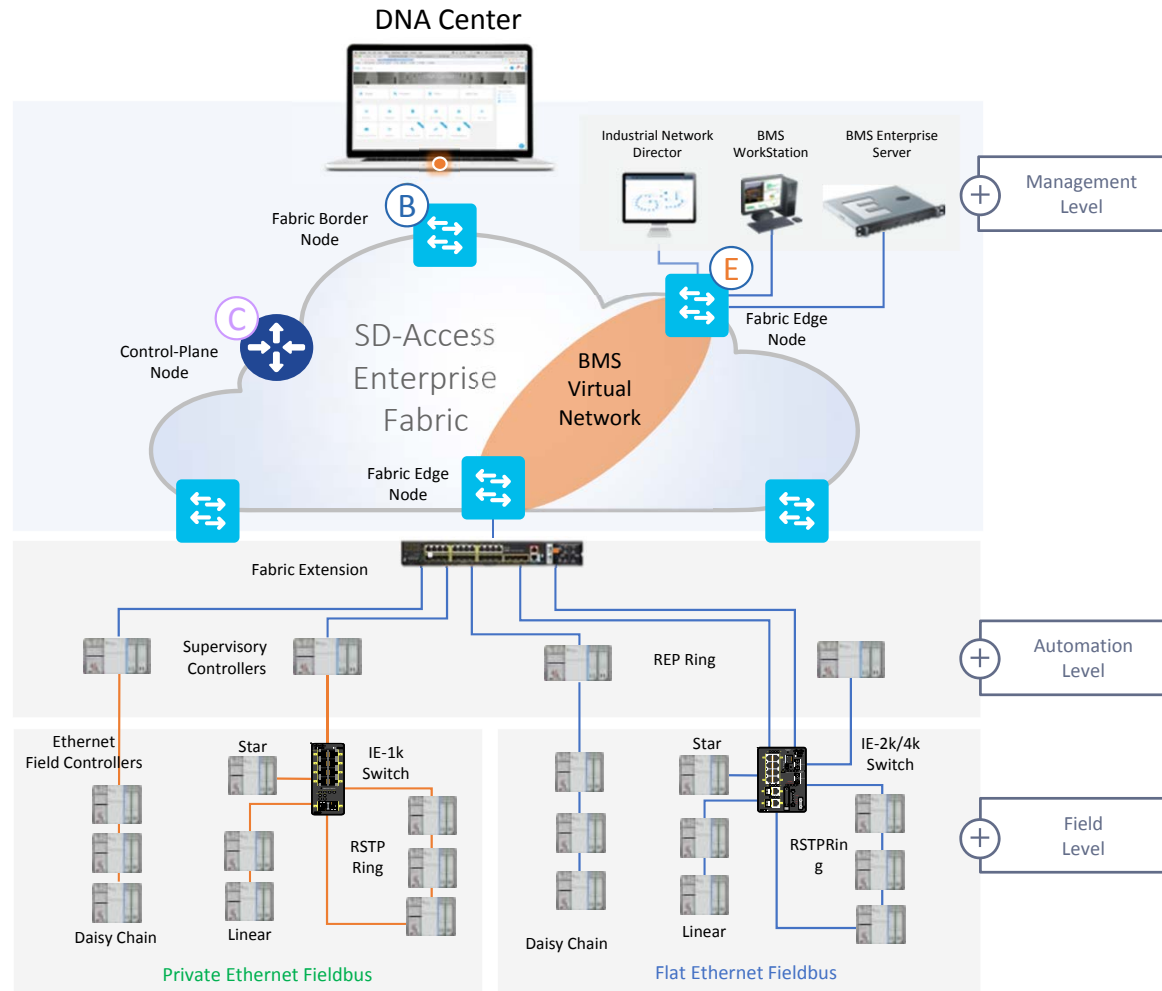 DNA Center
Industrial Network
Director
BMS
WorkStation
BMS Enterprise
Server
Management
Level
B
Fabric Border
Node
E
Fabric Edge
Node
C
Control-Plane
Node
SD-Access
Enterprise
Fabric
BMS
Virtual
Network
Fabric Edge
Node
Fabric Extension
Supervisory
Controllers
REP Ring
Automation
Level
Ethernet
Field Controllers
Star
IE-1k
Switch
RSTP
Ring
Daisy Chain
Linear
Private Ethernet Fieldbus
Star
IE-2k/4k
Switch
RSTPRin
g
Daisy Chain
Linear
Flat Ethernet Fieldbus
Field
Level